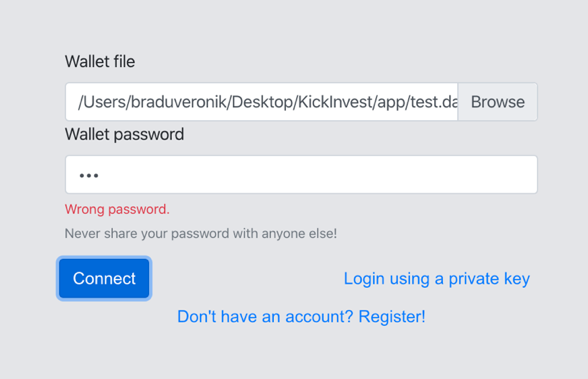 Wallet file
/Users/braduveronik/Desktop/KickInvest/app/test.da
Browse
Wallet password
•••
Wrong password.
Never share your password with anyone else!
Connect
Login using a private key
Don't have an account? Register!